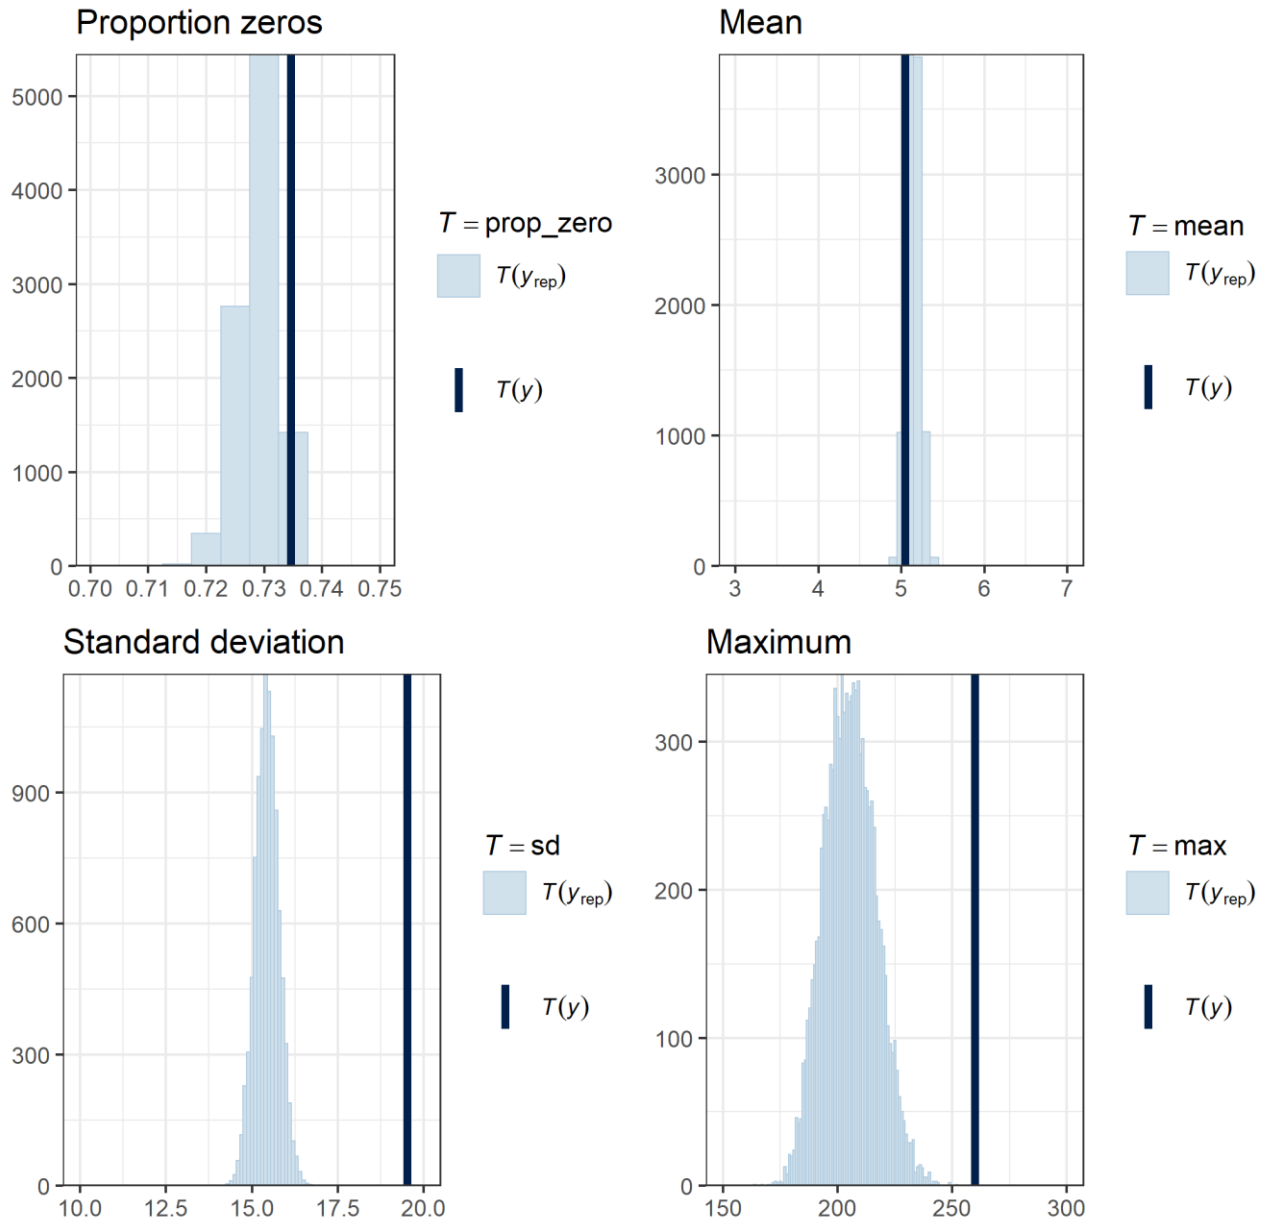 Proportion zeros
5000
4000
3000
2000
1000
0
0.70 0.71 0.72 0.73 0.74 0.75
T = prop_zero
T(yrep)
T(y)
Mean
3000
2000
1000
0
3 4 5 6 7
T = mean
T(yrep)
T(y)
Standard deviation
900
600
300
0
10.0 12.5 15.0 17.5 20.0
T = sd
T(yrep)
T(y)
Maximum
300
200
100
0
150 200 250 300
T = max
T(yrep)
T(y)